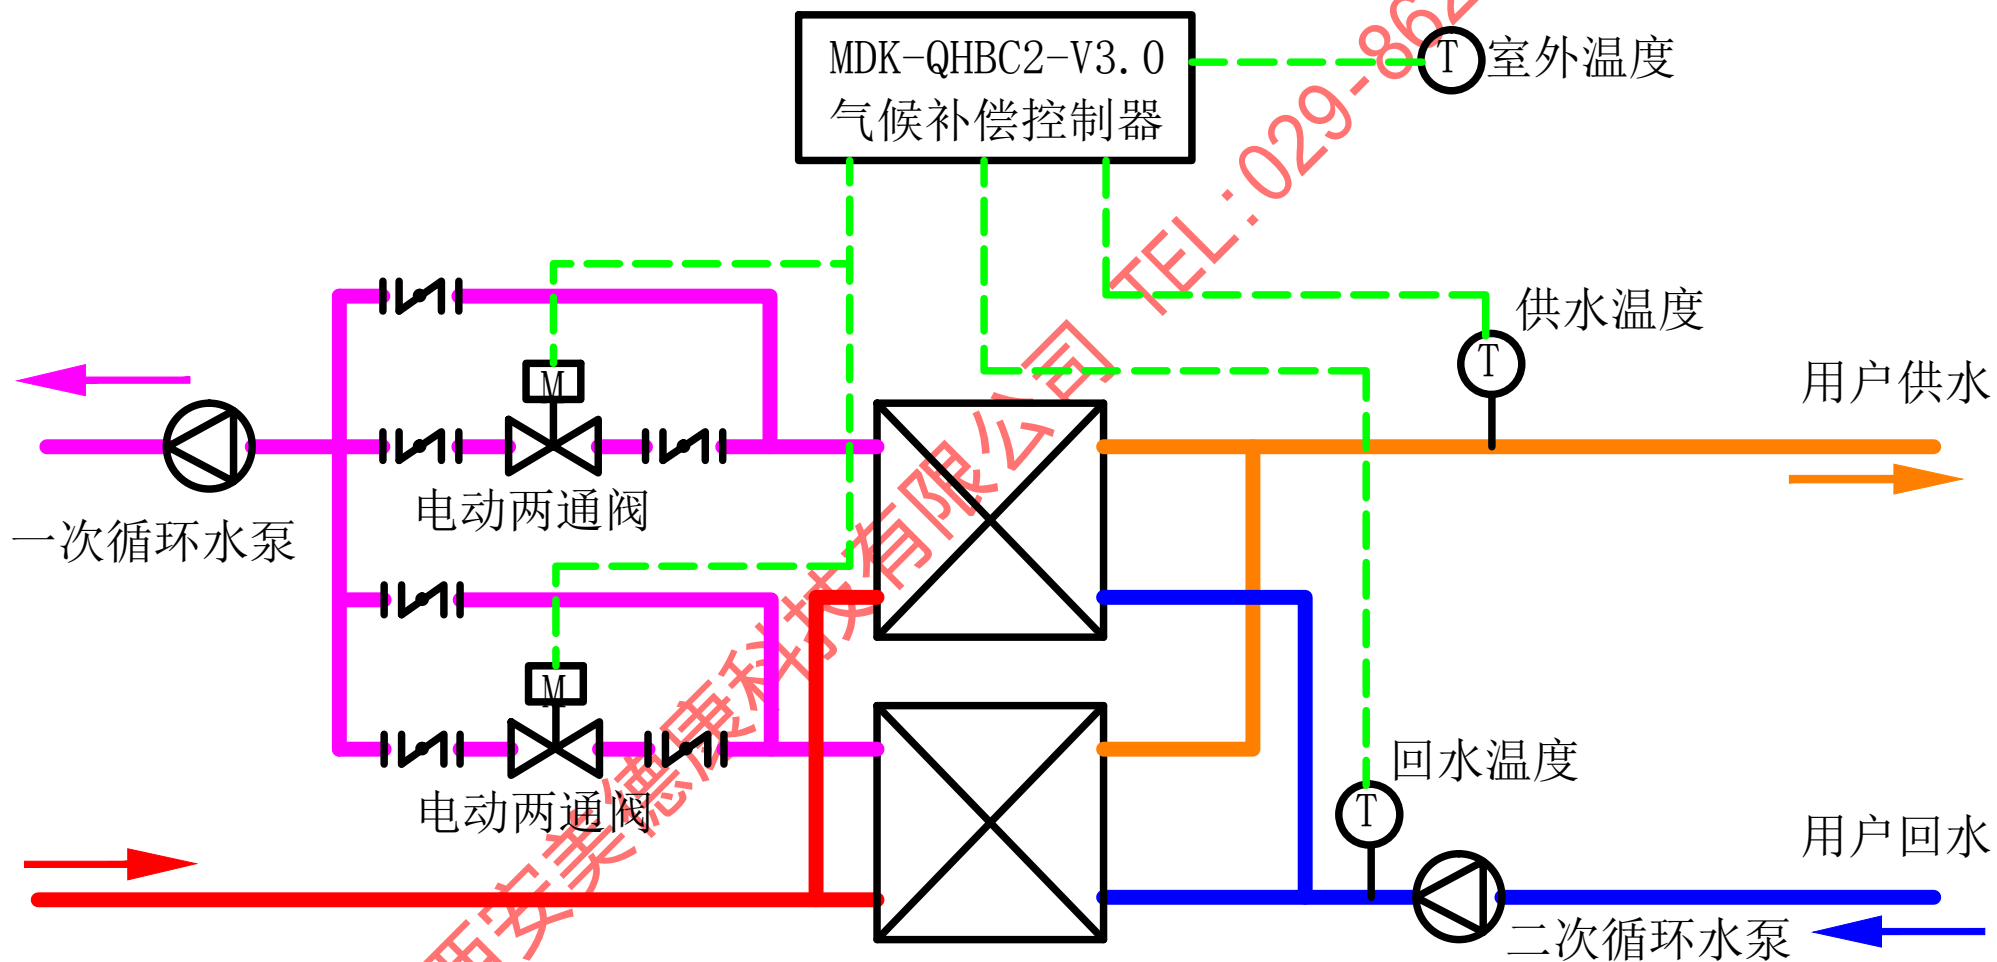 MDK-QHBC2-V3.0
气候补偿控制器
T
室外温度
供水温度
T
用户供水
M
电动两通阀
一次循环水泵
M
电动两通阀
回水温度
T
用户回水
二次循环水泵
西安美德康科技有限公司 TEL:029-862